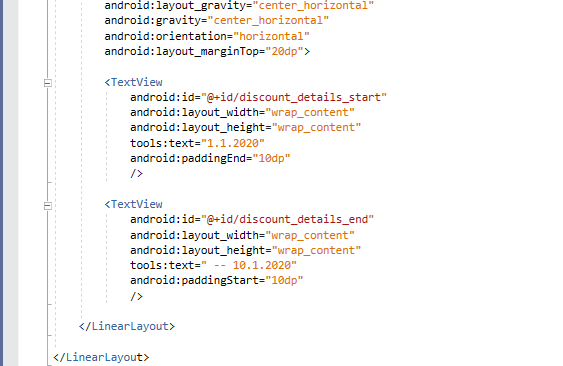 android:layout_gravity="center_horizontal"
android:gravity="center_horizontal"
android:orientation="horizontal"
android:layout_marginTop="20dp">
<TextView
android:id="@+id/discount_details_start"
android:layout_width="wrap_content"
android:layout_height="wrap_content"
tools:text="1.1.2020"
android:paddingEnd="10dp"
/>
<TextView
android:id="@+id/discount_details_end"
android:layout_width="wrap_content"
android:layout_height="wrap_content"
tools:text=" -- 10.1.2020"
android:paddingStart="10dp"
/>
</LinearLayout>
</LinearLayout>